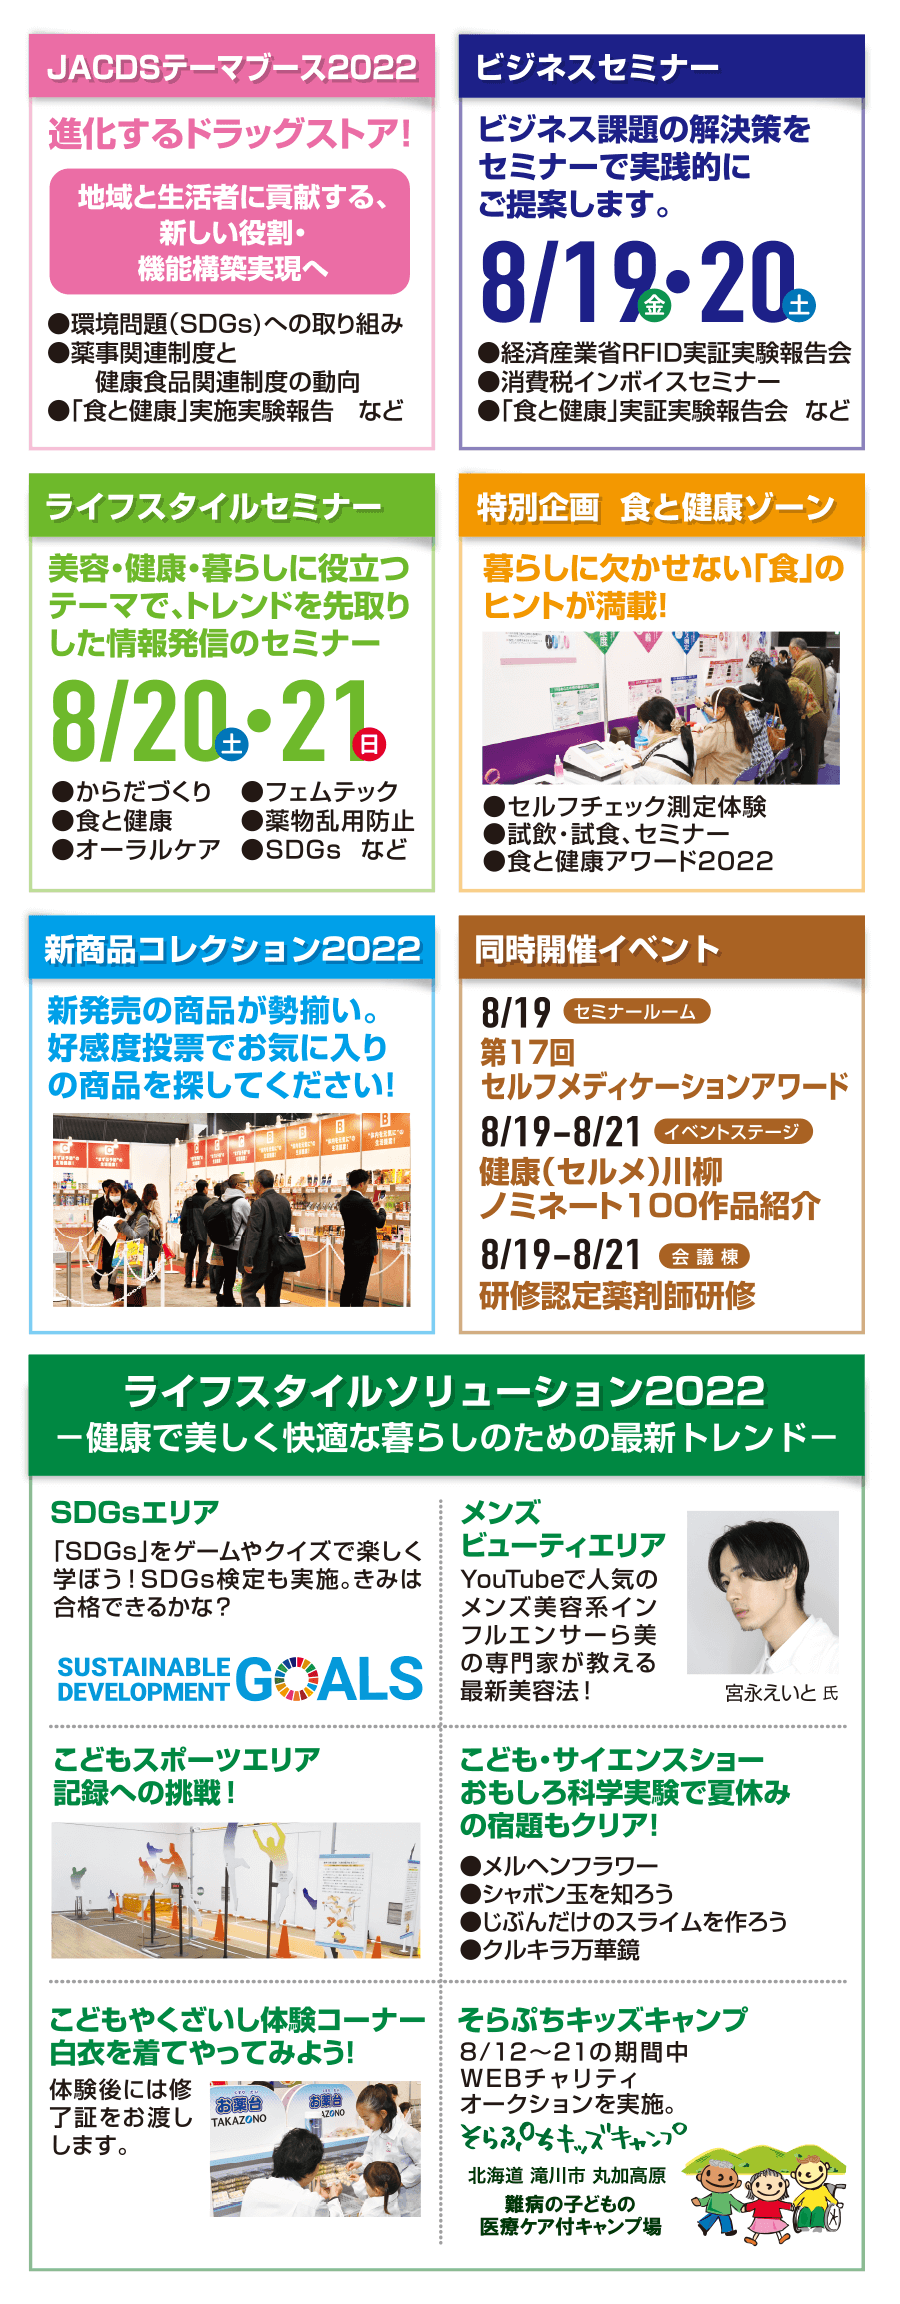 JACDSテーマブース2022
進化するドラッグストア!
地域と生活者に貢献する、
新しい役割・
機能構築実現へ
●環境問題(SDGs)への取り組み
●薬事関連制度と
健康食品関連制度の動向
●「食と健康」実施実験報告 など
ビジネスセミナー
ビジネス課題の解決策を
セミナーで実践的に
ご提案します。
8/19金・20土
●経済産業省RFID実証実験報告会
●消費税インボイスセミナー
●「食と健康」実証実験報告会 など
ライフスタイルセミナー
美容・健康・暮らしに役立つ
テーマで、トレンドを先取り
した情報発信のセミナー
8/20土・21日
●からだづくり ●フェムテック
●食と健康 ●薬物乱用防止
●オーラルケア ●SDGs など
特別企画 食と健康ゾーン
暮らしに欠かせない「食」の
ヒントが満載!
●セルフチェック測定体験
●試飲・試食、セミナー
●食と健康アワード2022
新商品コレクション2022
新発売の商品が勢揃い。
好感度投票でお気に入り
の商品を探してください!
同時開催イベント
8/19 セミナールーム
第17回
セルフメディケーションアワード
8/19–8/21 イベントステージ
健康(セルメ)川柳
ノミネート100作品紹介
8/19–8/21 会議棟
研修認定薬剤師研修
ライフスタイルソリューション2022
－健康で美しく快適な暮らしのための最新トレンド－
SDGsエリア
「SDGs」をゲームやクイズで楽しく
学ぼう!SDGs検定も実施。きみは
合格できるかな?
SUSTAINABLE
DEVELOPMENT GOALS
メンズ
ビューティエリア
YouTubeで人気の
メンズ美容系イン
フルエンサーら美
の専門家が教える
最新美容法!
宮永えいと 氏
こどもスポーツエリア
記録への挑戦!
こども・サイエンスショー
おもしろ科学実験で夏休み
の宿題もクリア!
●メルヘンフラワー
●シャボン玉を知ろう
●じぶんだけのスライムを作ろう
●クルキラ万華鏡
こどもやくざいし体験コーナー
白衣を着てやってみよう!
体験後には修
了証をお渡し
します。
お薬台
TAKAZONO
お薬台
そらぷちキッズキャンプ
8/12～21の期間中
WEBチャリティ
オークションを実施。
そらぷちキッズキャンプ
北海道 滝川市 丸加高原
難病の子どもの
医療ケア付キャンプ場